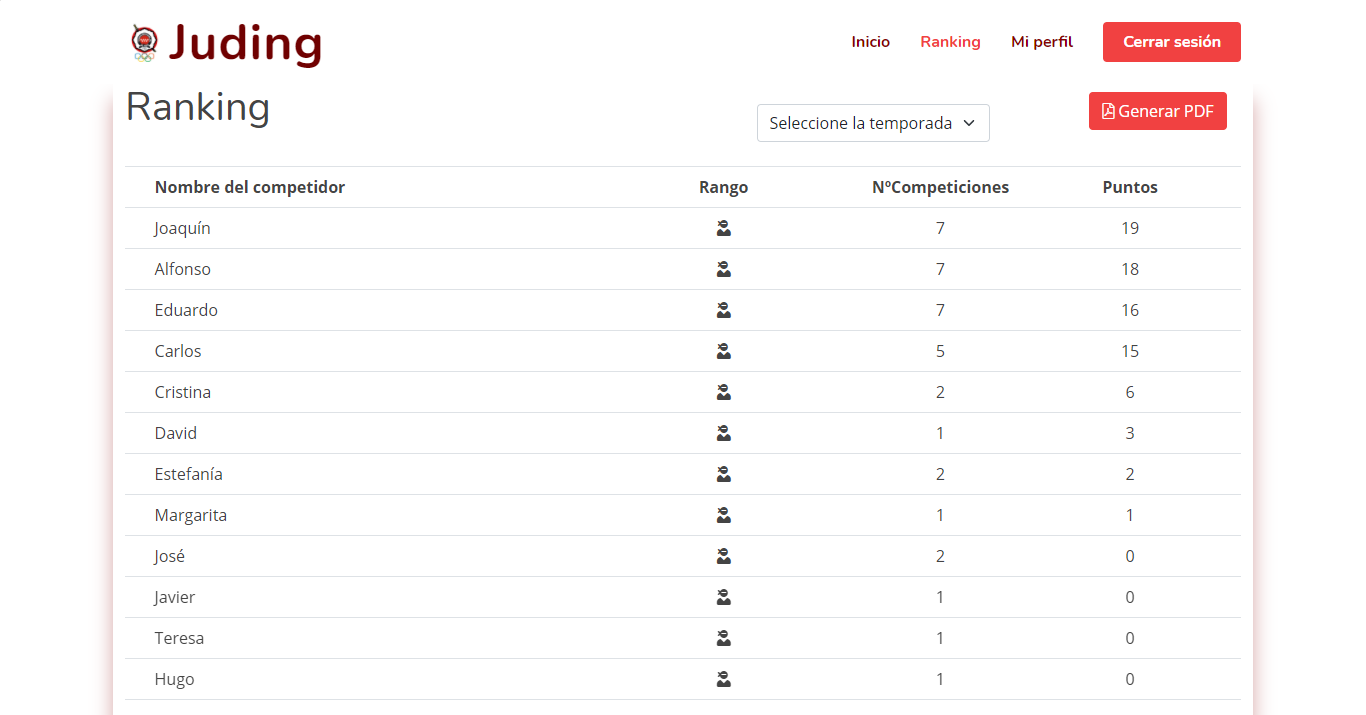 Juding
Inicio Ranking Mi perfil Cerrar sesión
Ranking
Seleccione la temporada
Generar PDF
Nombre del competidor Rango NºCompeticiones Puntos
Joaquín 7 19
Alfonso 7 18
Eduardo 7 16
Carlos 5 15
Cristina 2 6
David 1 3
Estefanía 2 2
Margarita 1 1
José 2 0
Javier 1 0
Teresa 1 0
Hugo 1 0